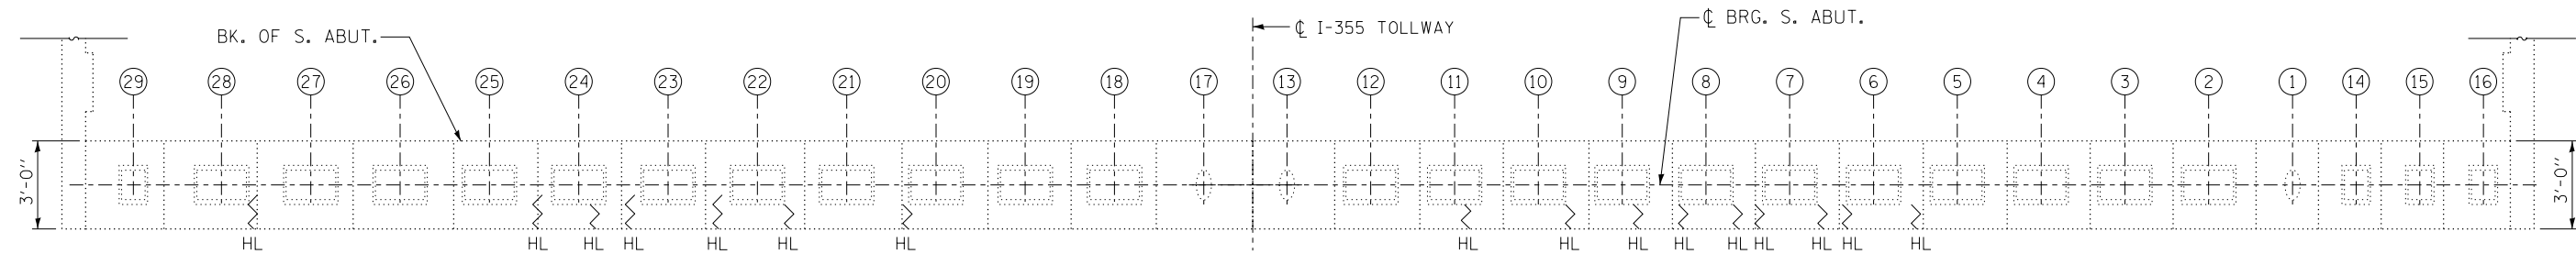 ℄ BRG. S. ABUT.
℄ I-355 TOLLWAY
BK. OF S. ABUT.
29 28 27 26 25 24 23 22 21 20 19 18 17 13 12 11 10 9 8 7 6 5 4 3 2 1 14 15 16
3'-0" 3'-0"
HL HL HL HL HL HL HL HL HL HL HL HL HL HL HL HL